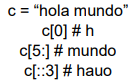 c = “hola mundo”
c[0] # h
c[5:] # mundo
c[::3] # hauo